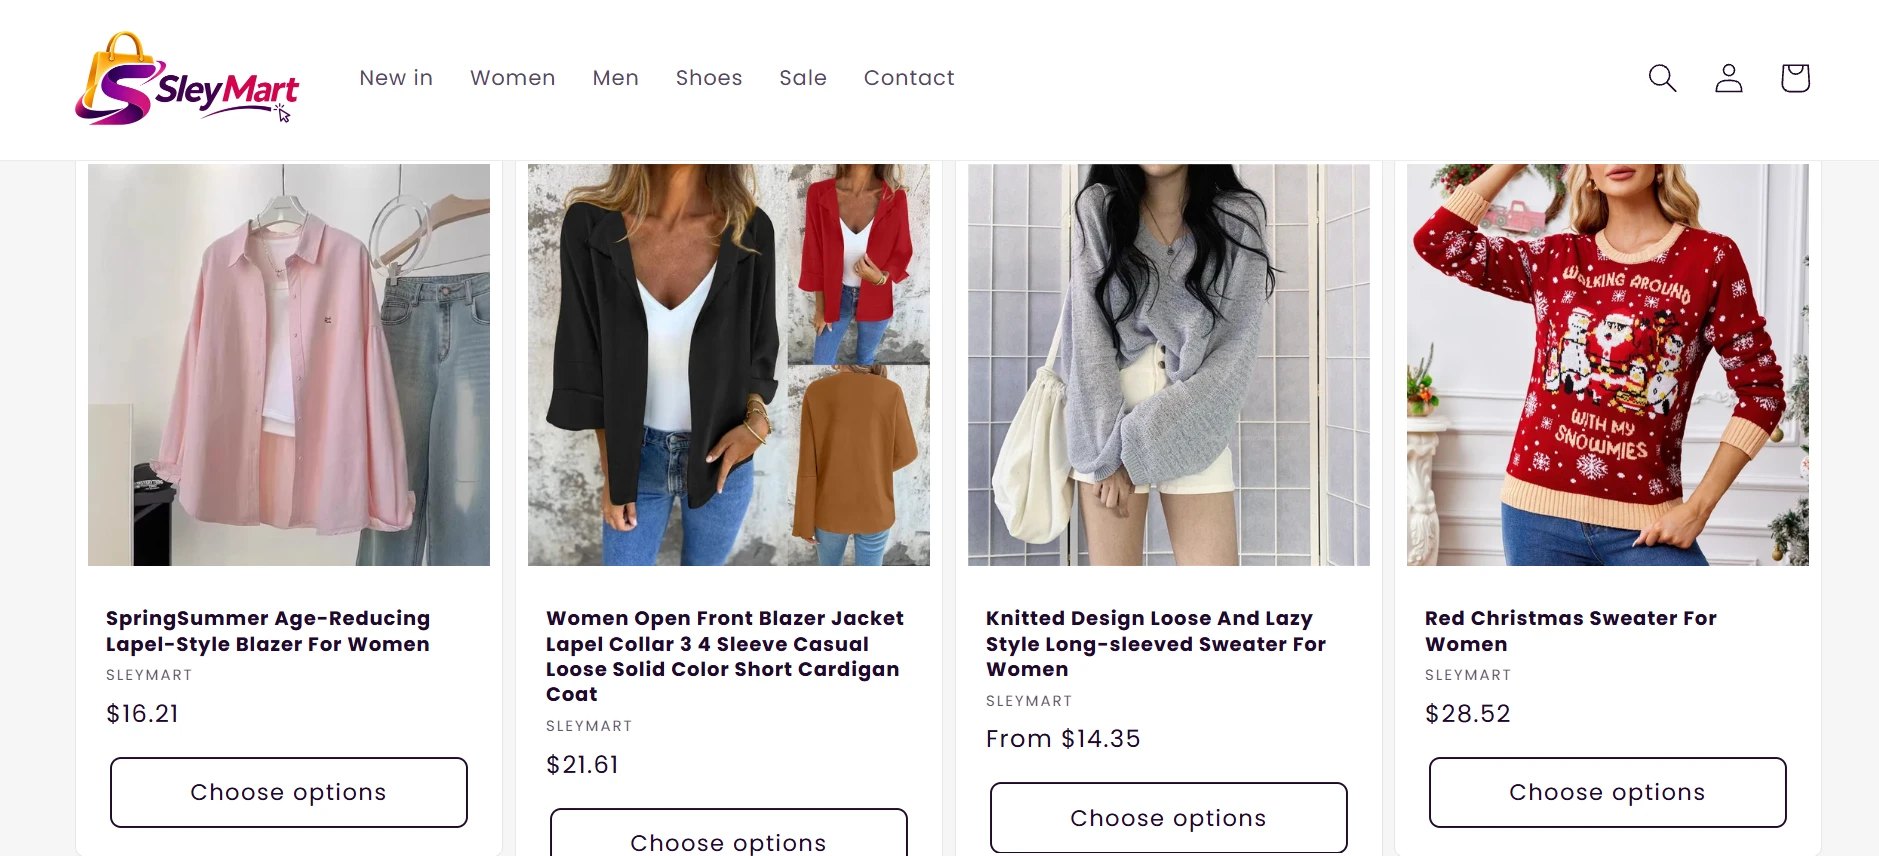 SleyMart
New in
Women
Men
Shoes
Sale
Contact
WALKING AROUND
WITH MY
SNOWMIES
SpringSummer Age-Reducing
Lapel-Style Blazer For Women
SLEYMART
$16.21
Choose options
Women Open Front Blazer Jacket
Lapel Collar 3 4 Sleeve Casual
Loose Solid Color Short Cardigan
Coat
SLEYMART
$21.61
Choose options
Knitted Design Loose And Lazy
Style Long-sleeved Sweater For
Women
SLEYMART
From $14.35
Choose options
Red Christmas Sweater For
Women
SLEYMART
$28.52
Choose options